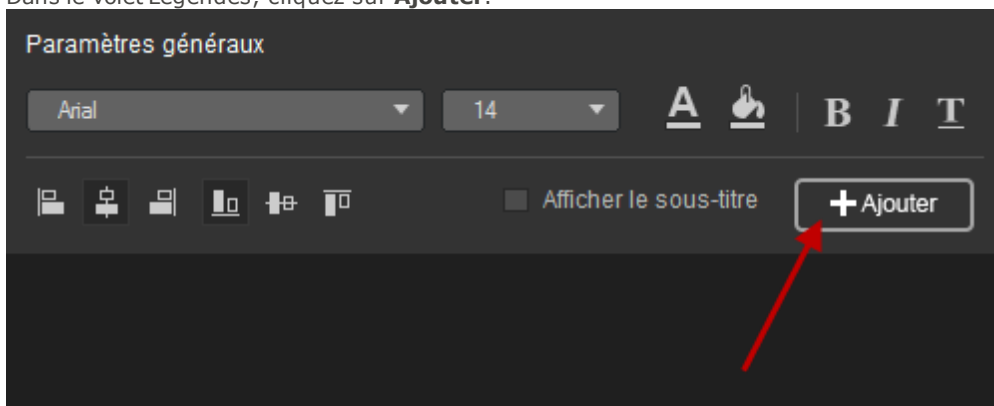 Dans le volet Légendes, cliquez sur Ajouter.
Paramètres généraux
Arial 14 A B I T
Afficher le sous-titre Ajouter